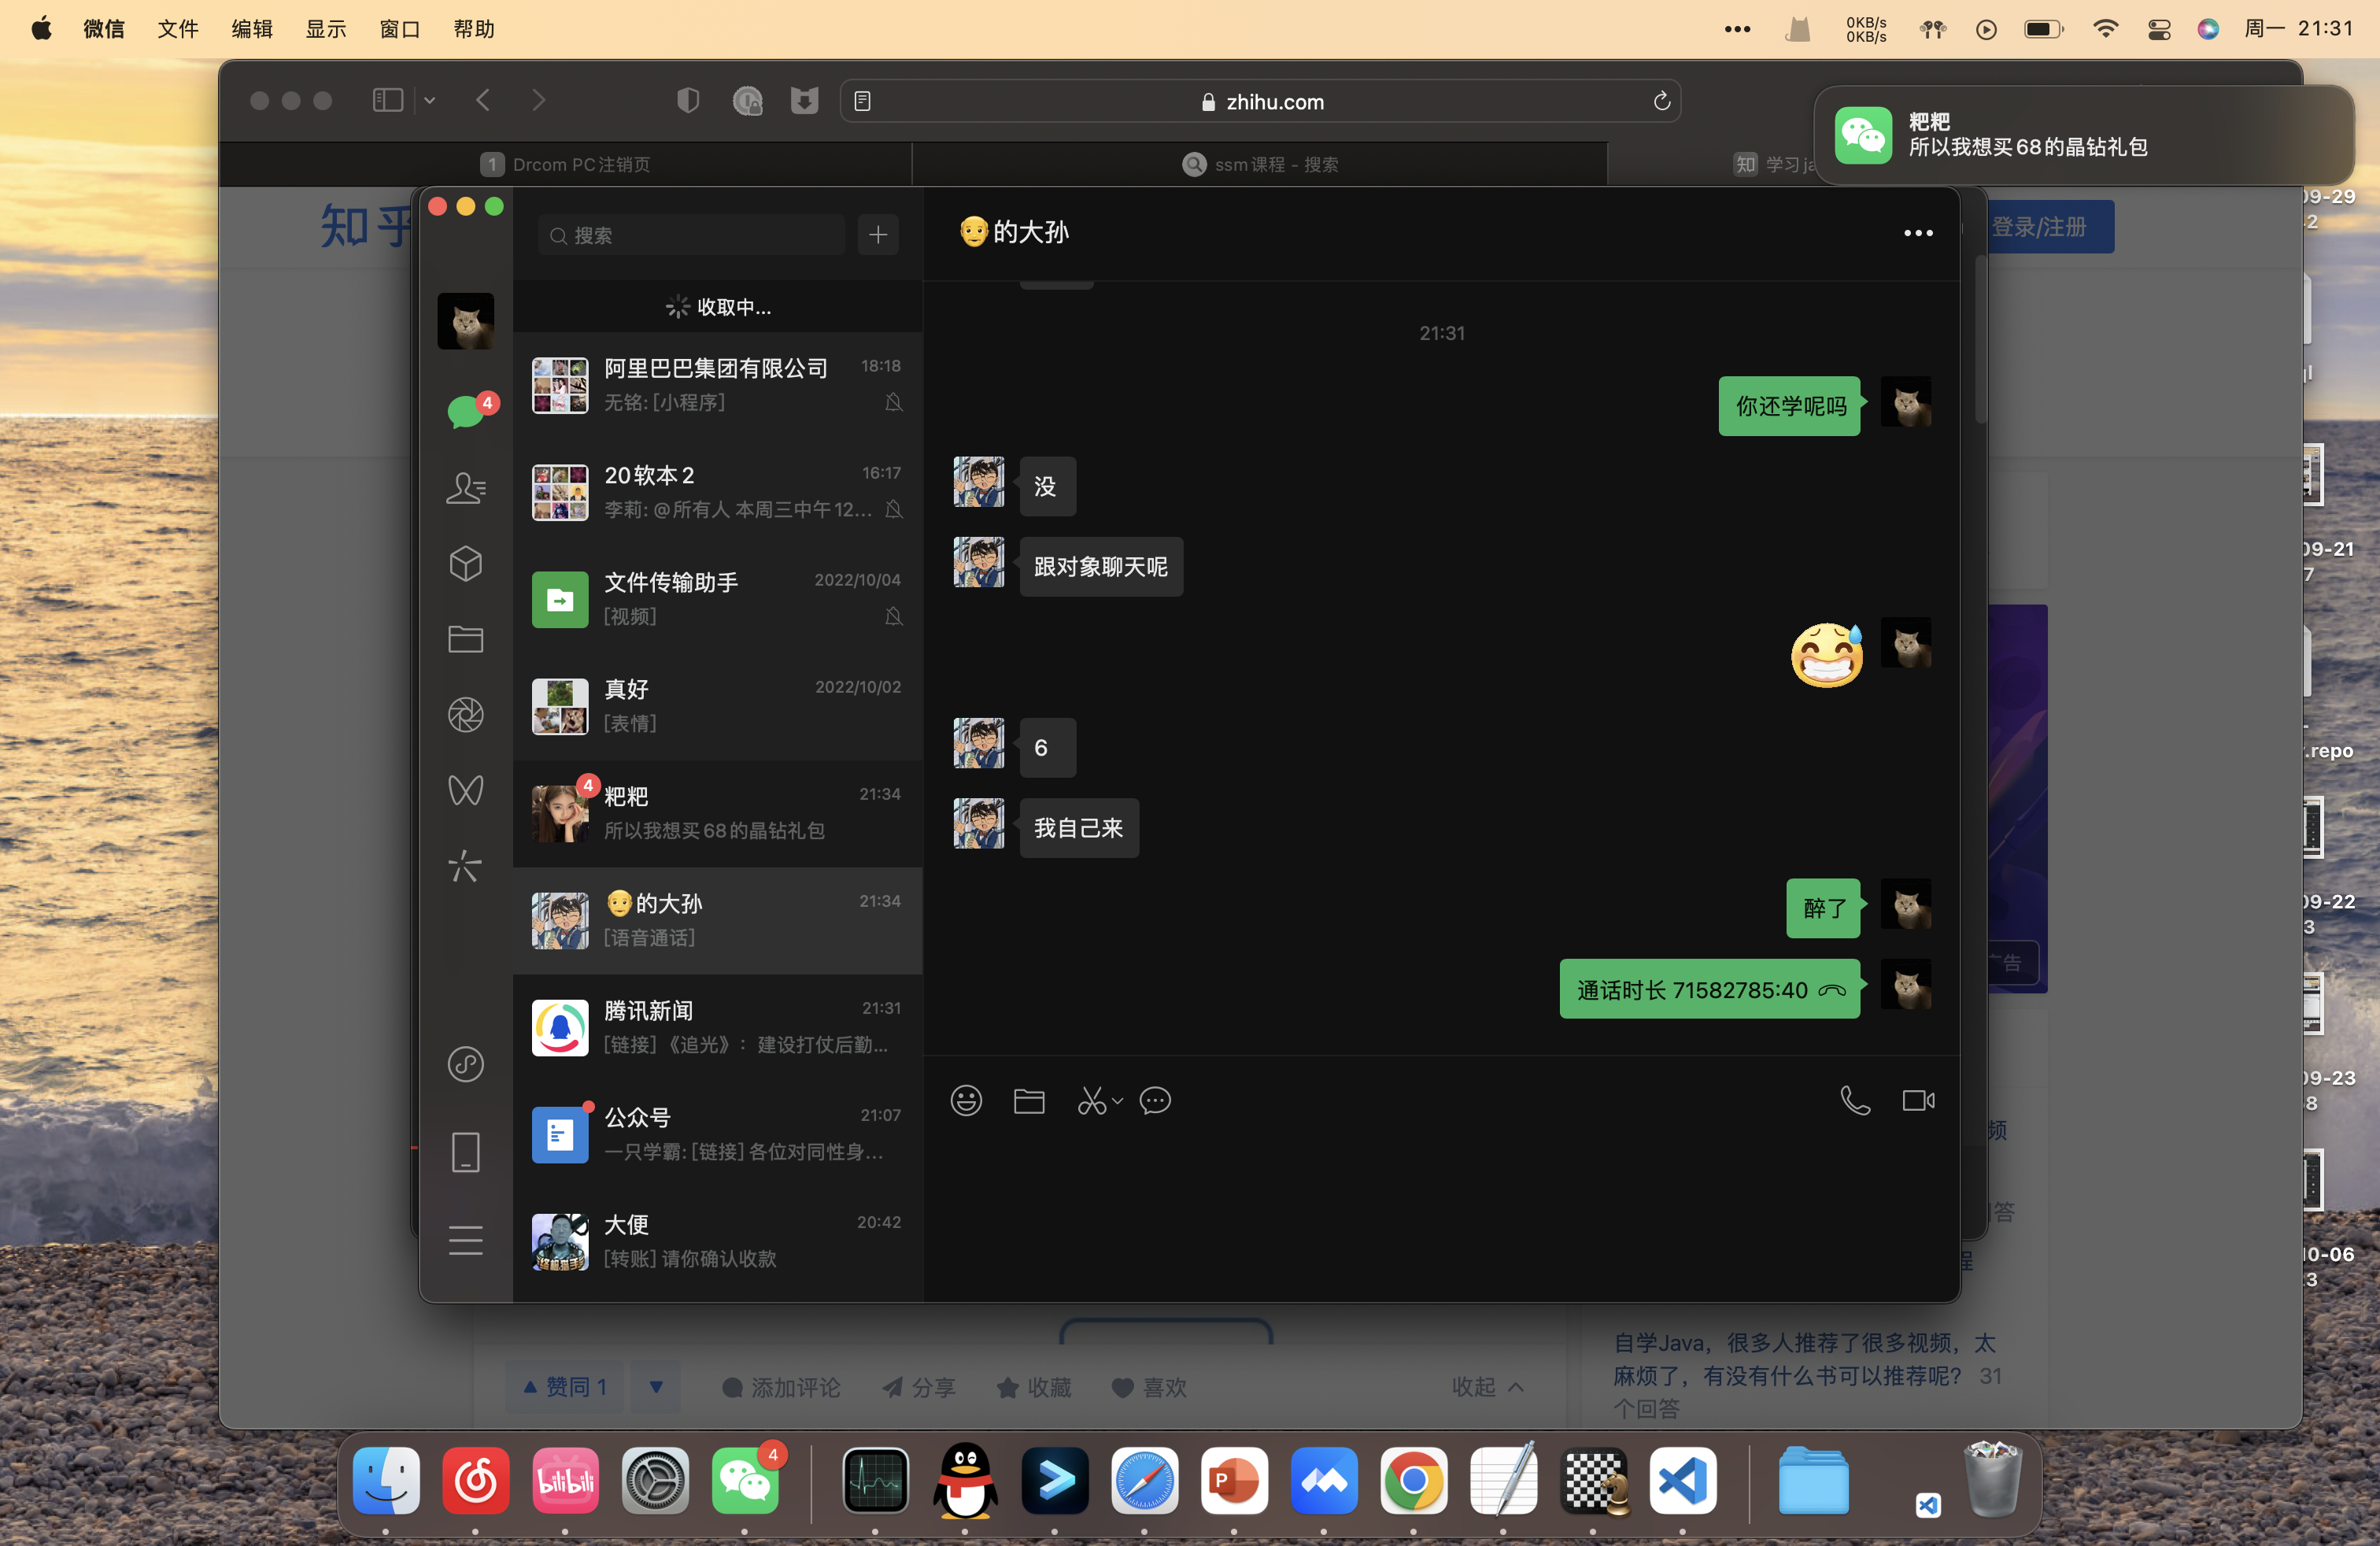 微信 文件 编辑 显示 窗口 帮助
0KB/s
0KB/s
周一 21:31
zhihu.com
粑粑
所以我想买68的晶钻礼包
1 Drcom PC注销页
ssm课程 - 搜索
知 学习ja
09-29
知乎
登录/注册
搜索
👴的大孙
收取中...
21:31
阿里巴巴集团有限公司 18:18
无铭: [小程序]
4
你还学呢吗
20软本2 16:17
李莉: @所有人 本周三中午12...
没
09-21
7
文件传输助手 2022/10/04
[视频]
跟对象聊天呢
真好 2022/10/02
[表情]
6
.repo
4
粑粑 21:34
所以我想买68的晶钻礼包
我自己来
👴的大孙 21:34
[语音通话]
醉了
09-22
3
广告
通话时长 71582785:40
腾讯新闻 21:31
[链接]《追光》：建设打仗后勤...
09-23
公众号 21:07
一只学霸: [链接] 各位对同性身...
频
答
大便 20:42
[转账] 请你确认收款
终极猎手
10-06
程
自学Java，很多人推荐了很多视频，太
麻烦了，有没有什么书可以推荐呢？ 31
个回答
赞同 1 添加评论 分享 收藏 喜欢 收起
bilibili
4
P